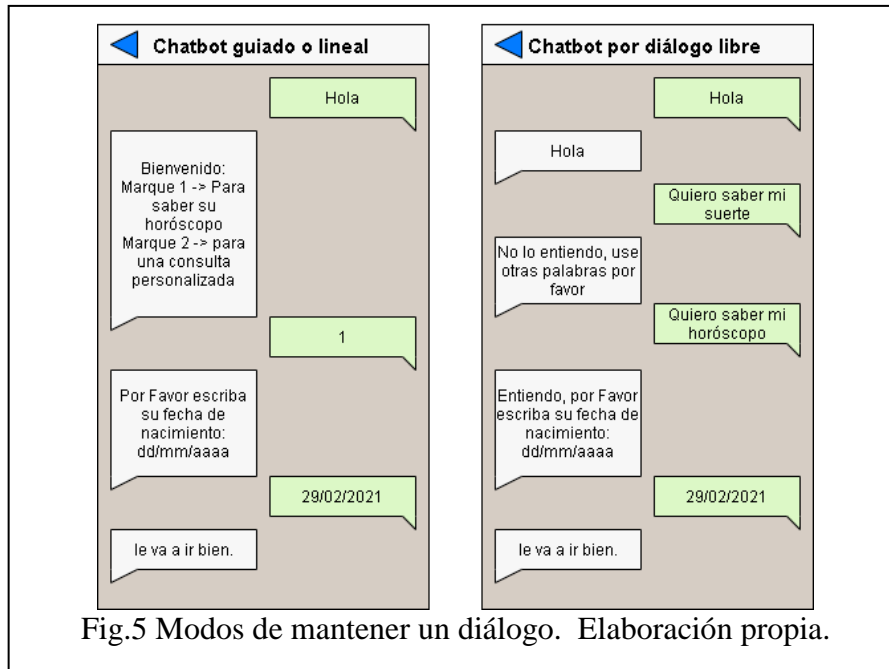 Chatbot guiado o lineal
Hola
Bienvenido:
Marque 1 -> Para
saber su
horóscopo
Marque 2 -> para
una consulta
personalizada
1
Por Favor escriba
su fecha de
nacimiento:
dd/mm/aaaa
29/02/2021
le va a ir bien.
Chatbot por diálogo libre
Hola
Hola
Quiero saber mi
suerte
No lo entiendo, use
otras palabras por
favor
Quiero saber mi
horóscopo
Entiendo, por Favor
escriba su fecha de
nacimiento:
dd/mm/aaaa
29/02/2021
le va a ir bien.
Fig.5 Modos de mantener un diálogo. Elaboración propia.